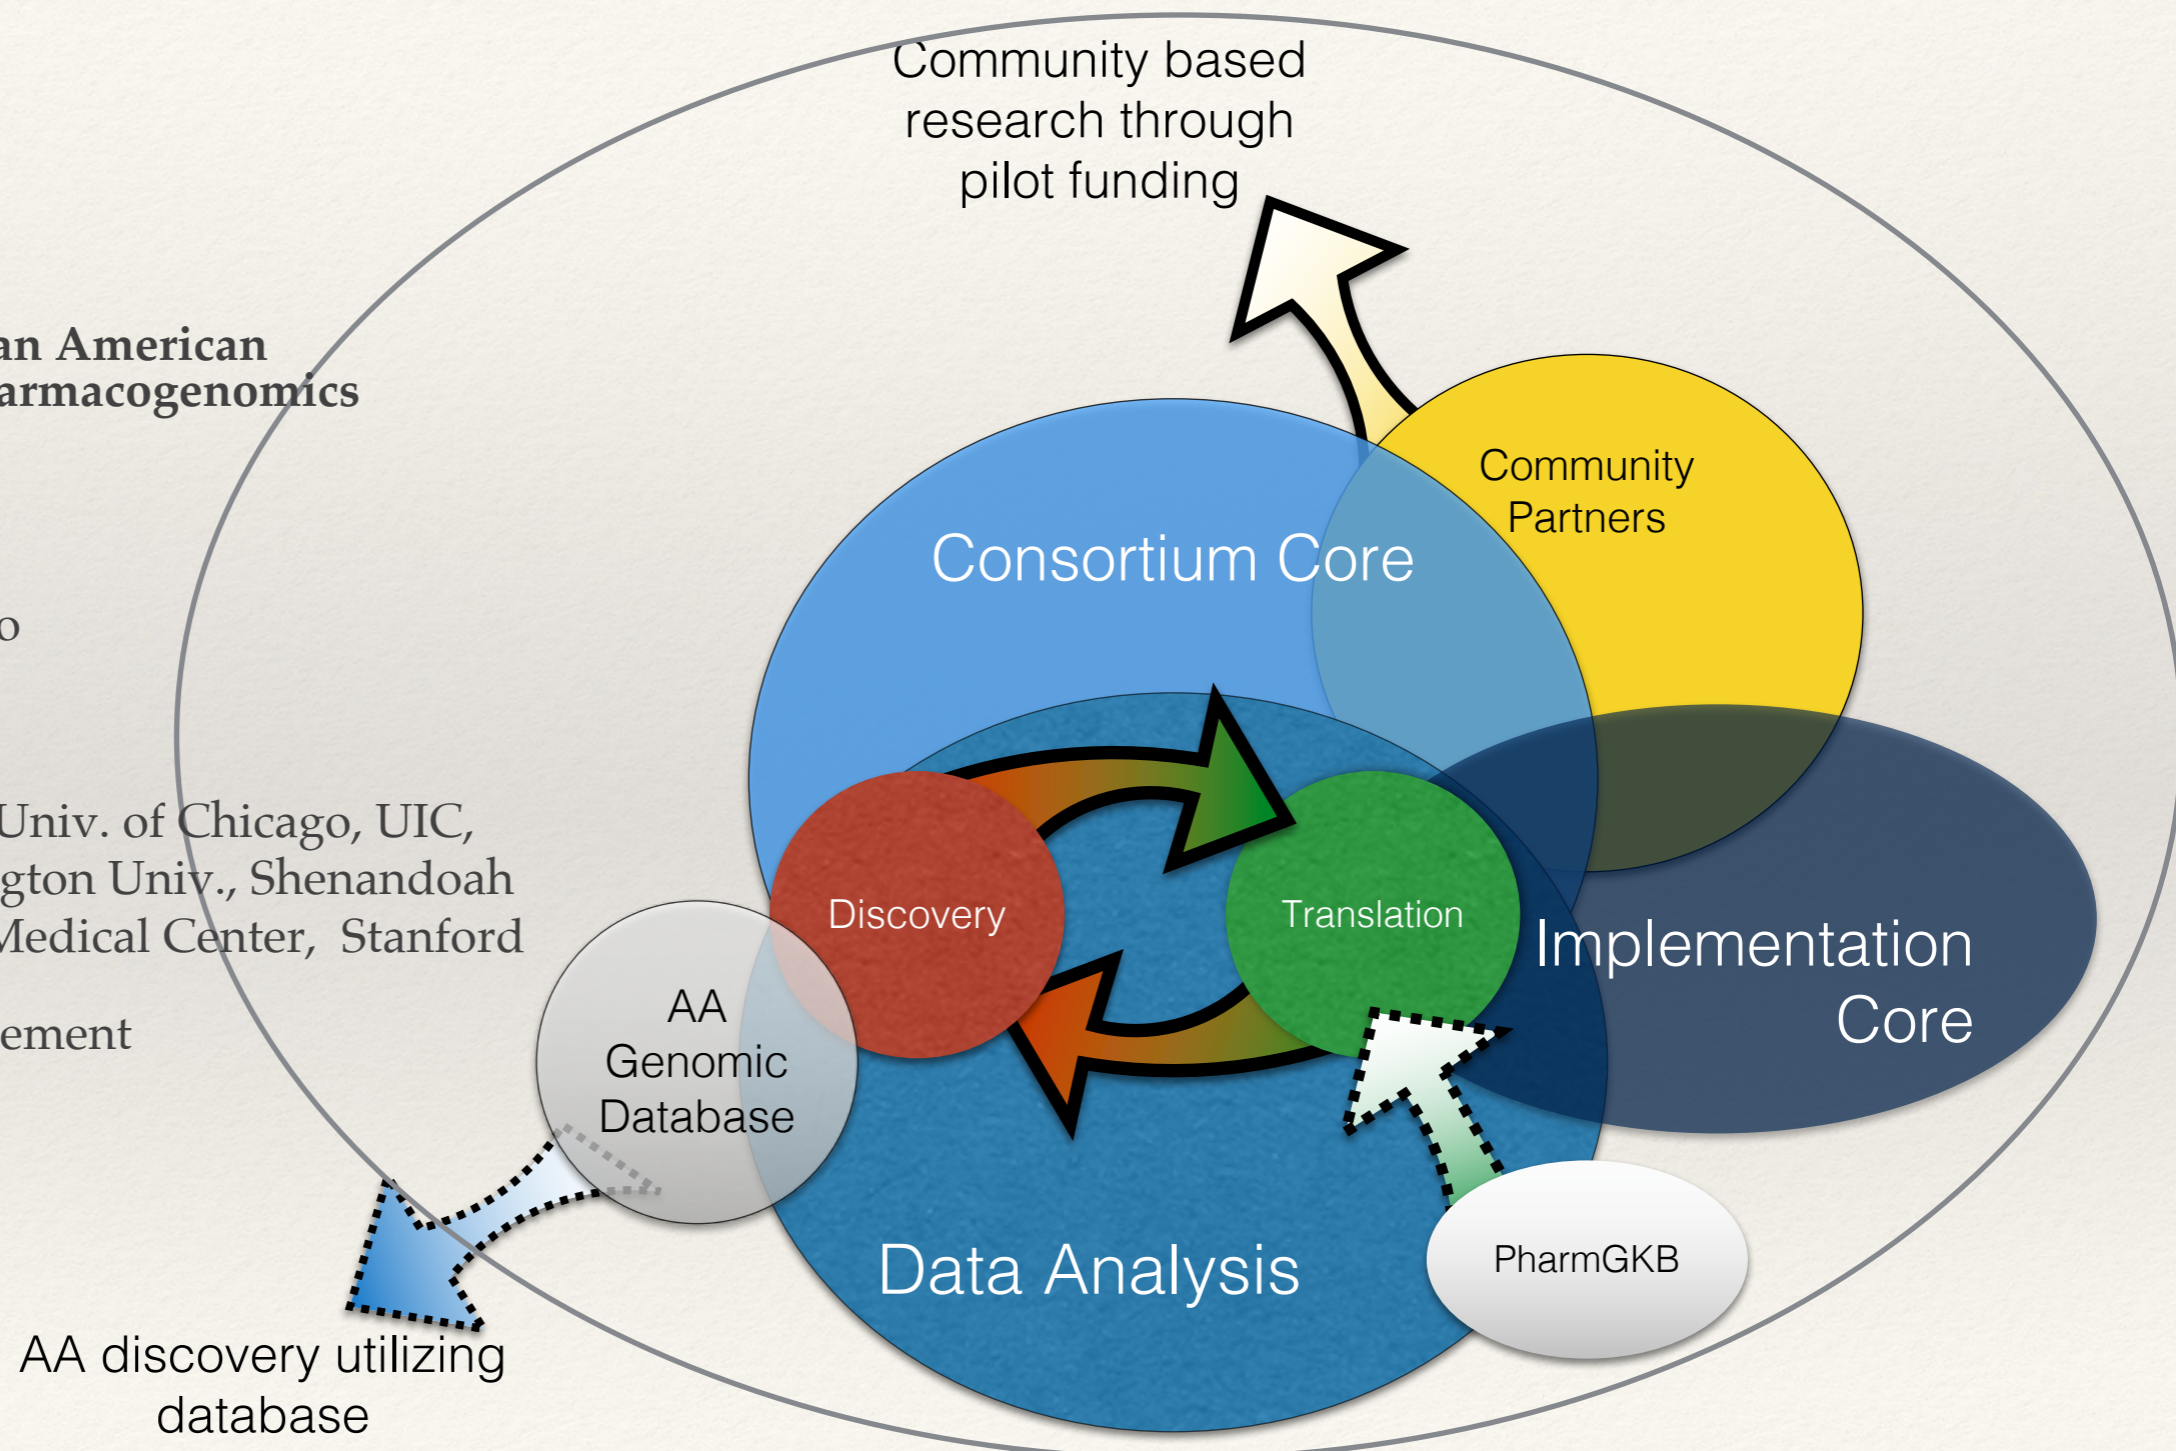 Community based
research through
pilot funding
an American
armacogenomics
Community
Partners
Consortium Core
o
Univ. of Chicago, UIC,
gton Univ., Shenandoah
Medical Center, Stanford
ement
Discovery
Translation
Implementation
Core
AA
Genomic
Database
Data Analysis
PharmGKB
AA discovery utilizing
database